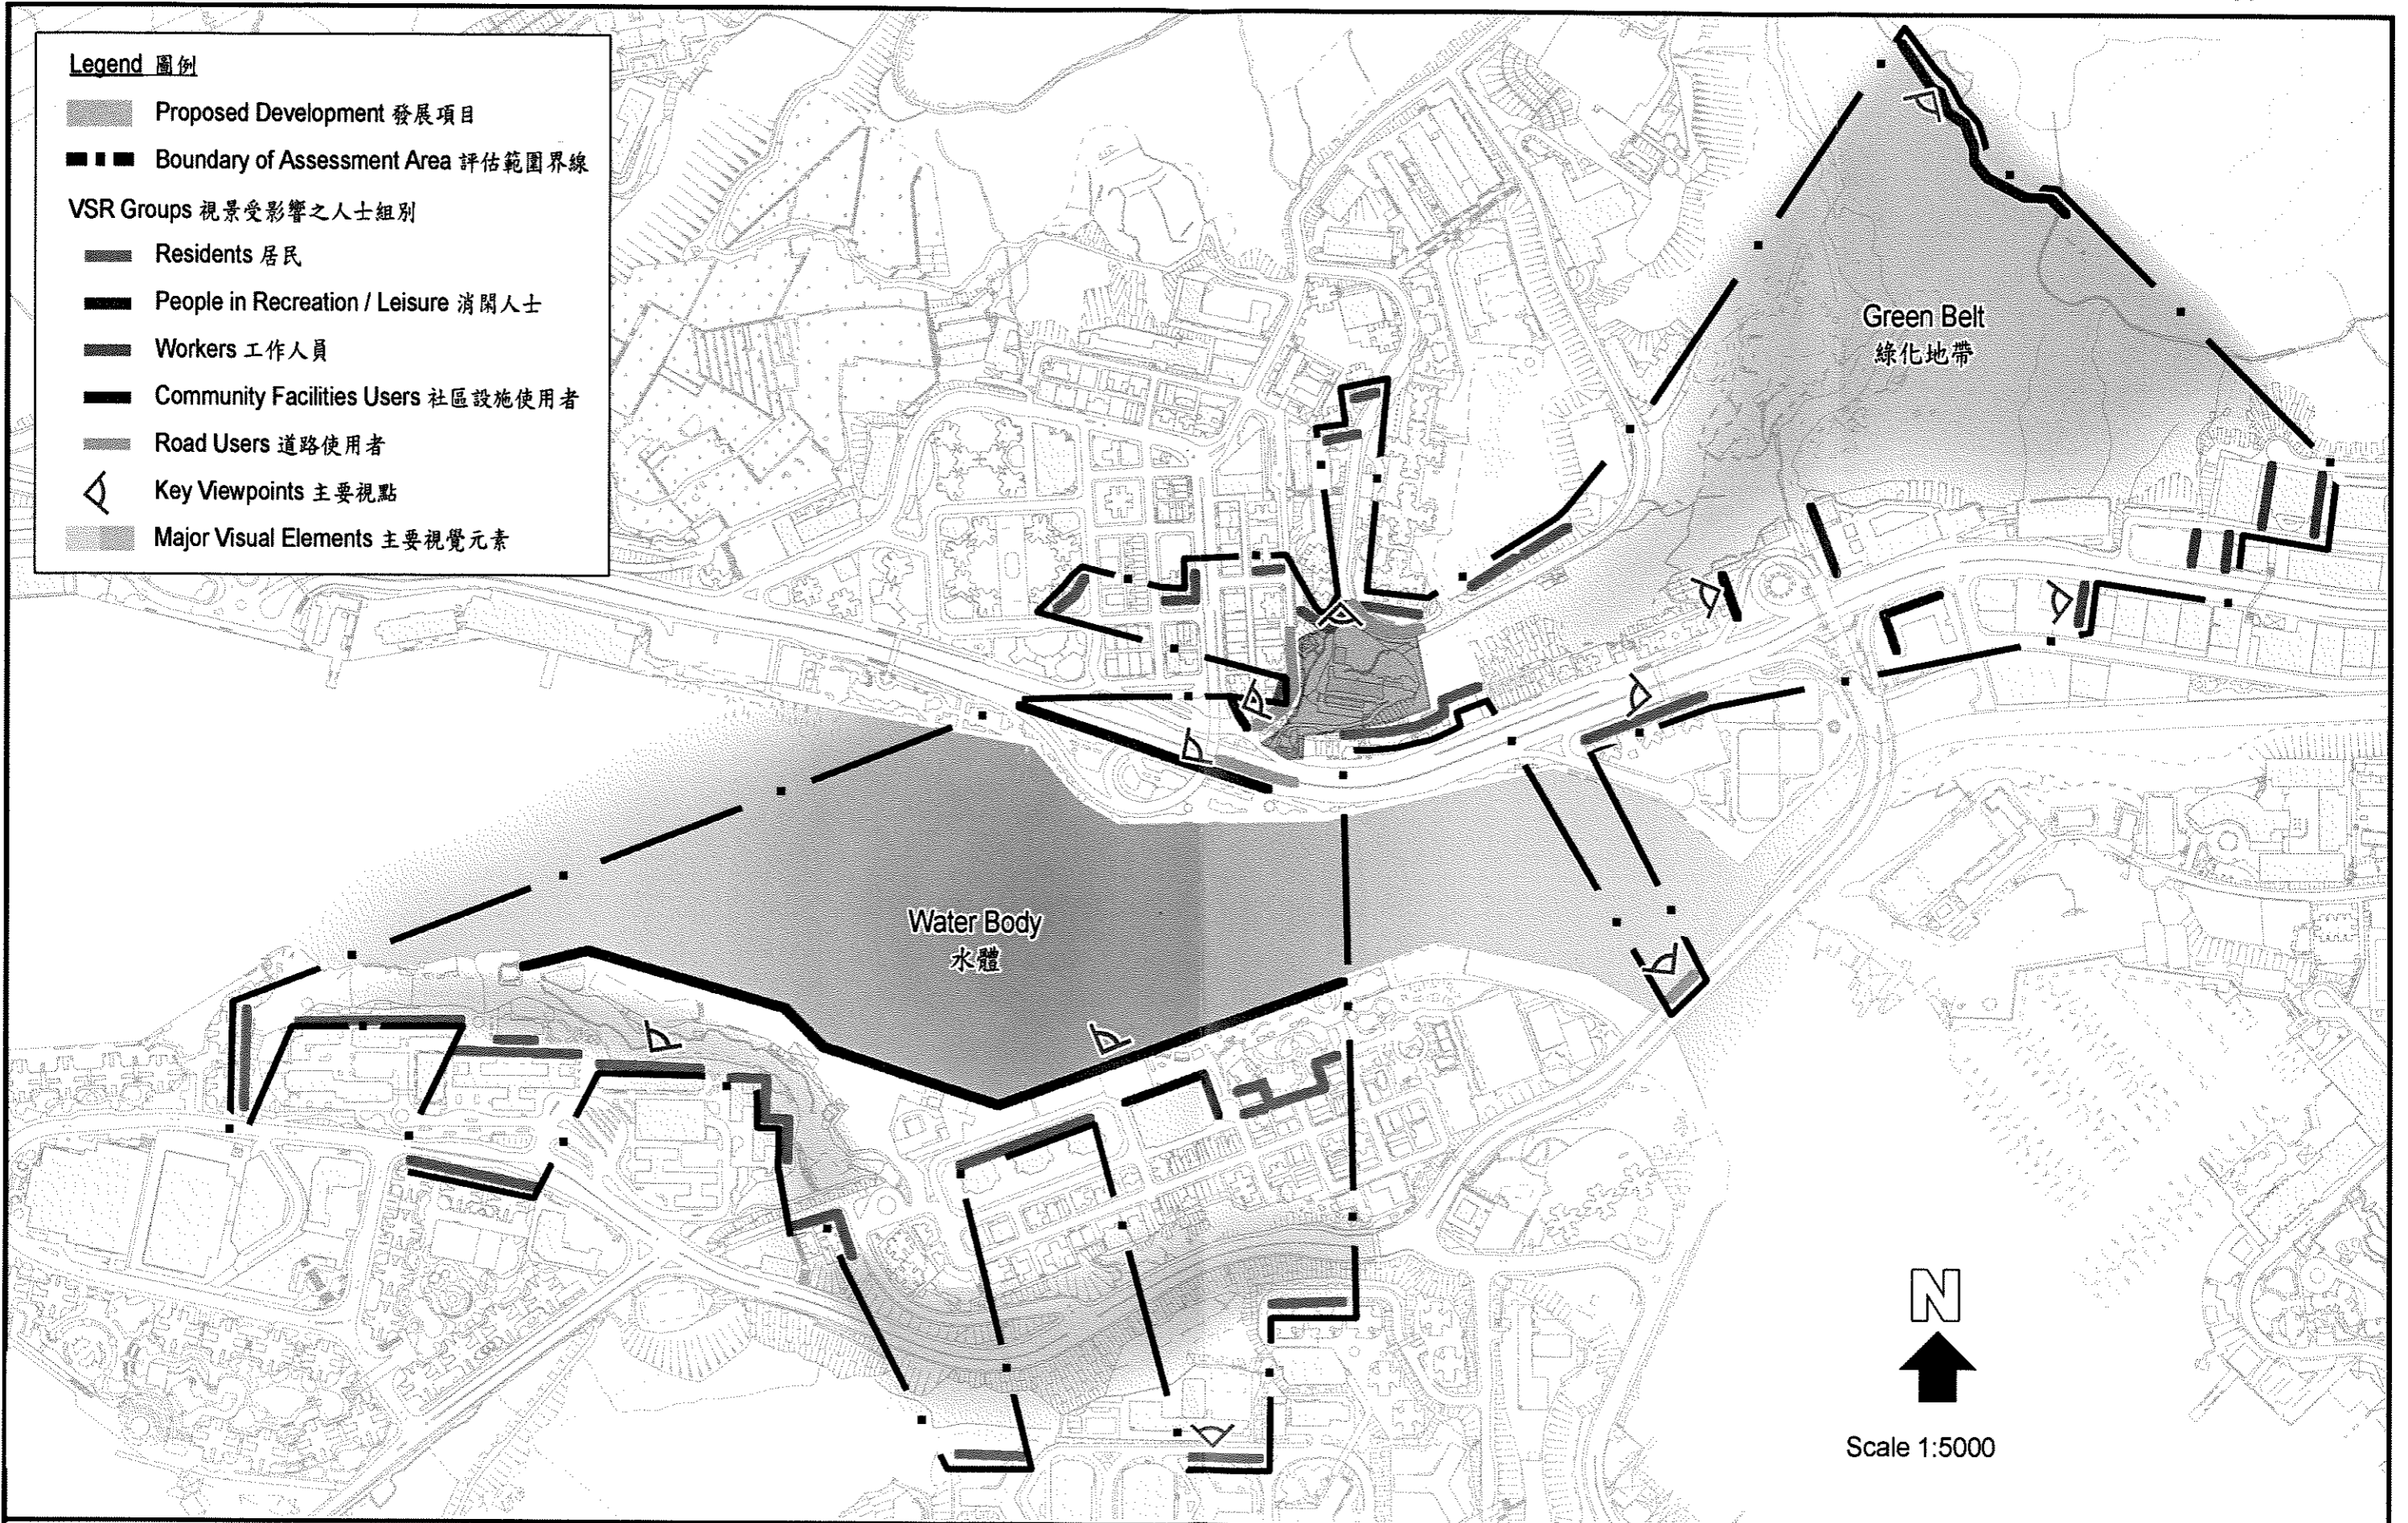 Legend 圖例
Proposed Development 發展項目
Boundary of Assessment Area 評估範圍界線
VSR Groups 視景受影響之人士組別
Residents 居民
People in Recreation / Leisure 消閑人士
Workers 工作人員
Community Facilities Users 社區設施使用者
Road Users 道路使用者
Key Viewpoints 主要視點
Major Visual Elements 主要視覺元素
Green Belt
綠化地帶
Water Body
水體
N
Scale 1:5000